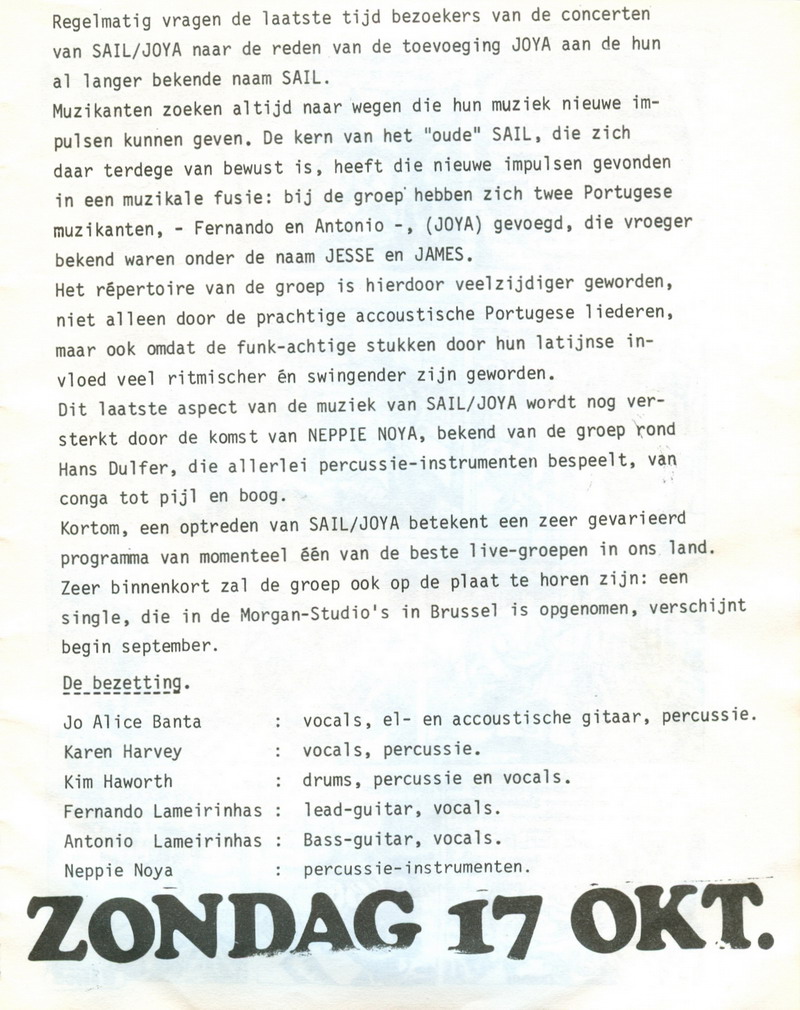 Regelmatig vragen de laatste tijd bezoekers van de concerten
van SAIL/JOYA naar de reden van de toevoeging JOYA aan de hun
al langer bekende naam SAIL.
Muzikanten zoeken altijd naar wegen die hun muziek nieuwe im-
pulsen kunnen geven. De kern van het "oude" SAIL, die zich
daar terdege van bewust is, heeft die nieuwe impulsen gevonden
in een muzikale fusie: bij de groep hebben zich twee Portugese
muzikanten, - Fernando en Antonio -, (JOYA) gevoegd, die vroeger
bekend waren onder de naam JESSE en JAMES.
Het répertoire van de groep is hierdoor veelzijdiger geworden,
niet alleen door de prachtige accoustische Portugese liederen,
maar ook omdat de funk-achtige stukken door hun latijnse in-
vloed veel ritmischer én swingender zijn geworden.
Dit laatste aspect van de muziek van SAIL/JOYA wordt nog ver-
sterkt door de komst van NEPPIE NOYA, bekend van de groep rond
Hans Dulfer, die allerlei percussie-instrumenten bespeelt, van
conga tot pijl en boog.
Kortom, een optreden van SAIL/JOYA betekent een zeer gevarieerd
programma van momenteel één van de beste live-groepen in ons land.
Zeer binnenkort zal de groep ook op de plaat te horen zijn: een
single, die in de Morgan-Studio's in Brussel is opgenomen, verschijnt
begin september.
De bezetting.
Jo Alice Banta : vocals, el- en accoustische gitaar, percussie.
Karen Harvey : vocals, percussie.
Kim Haworth : drums, percussie en vocals.
Fernando Lameirinhas : lead-guitar, vocals.
Antonio Lameirinhas : Bass-guitar, vocals.
Neppie Noya : percussie-instrumenten.
ZONDAG 17 OKT.